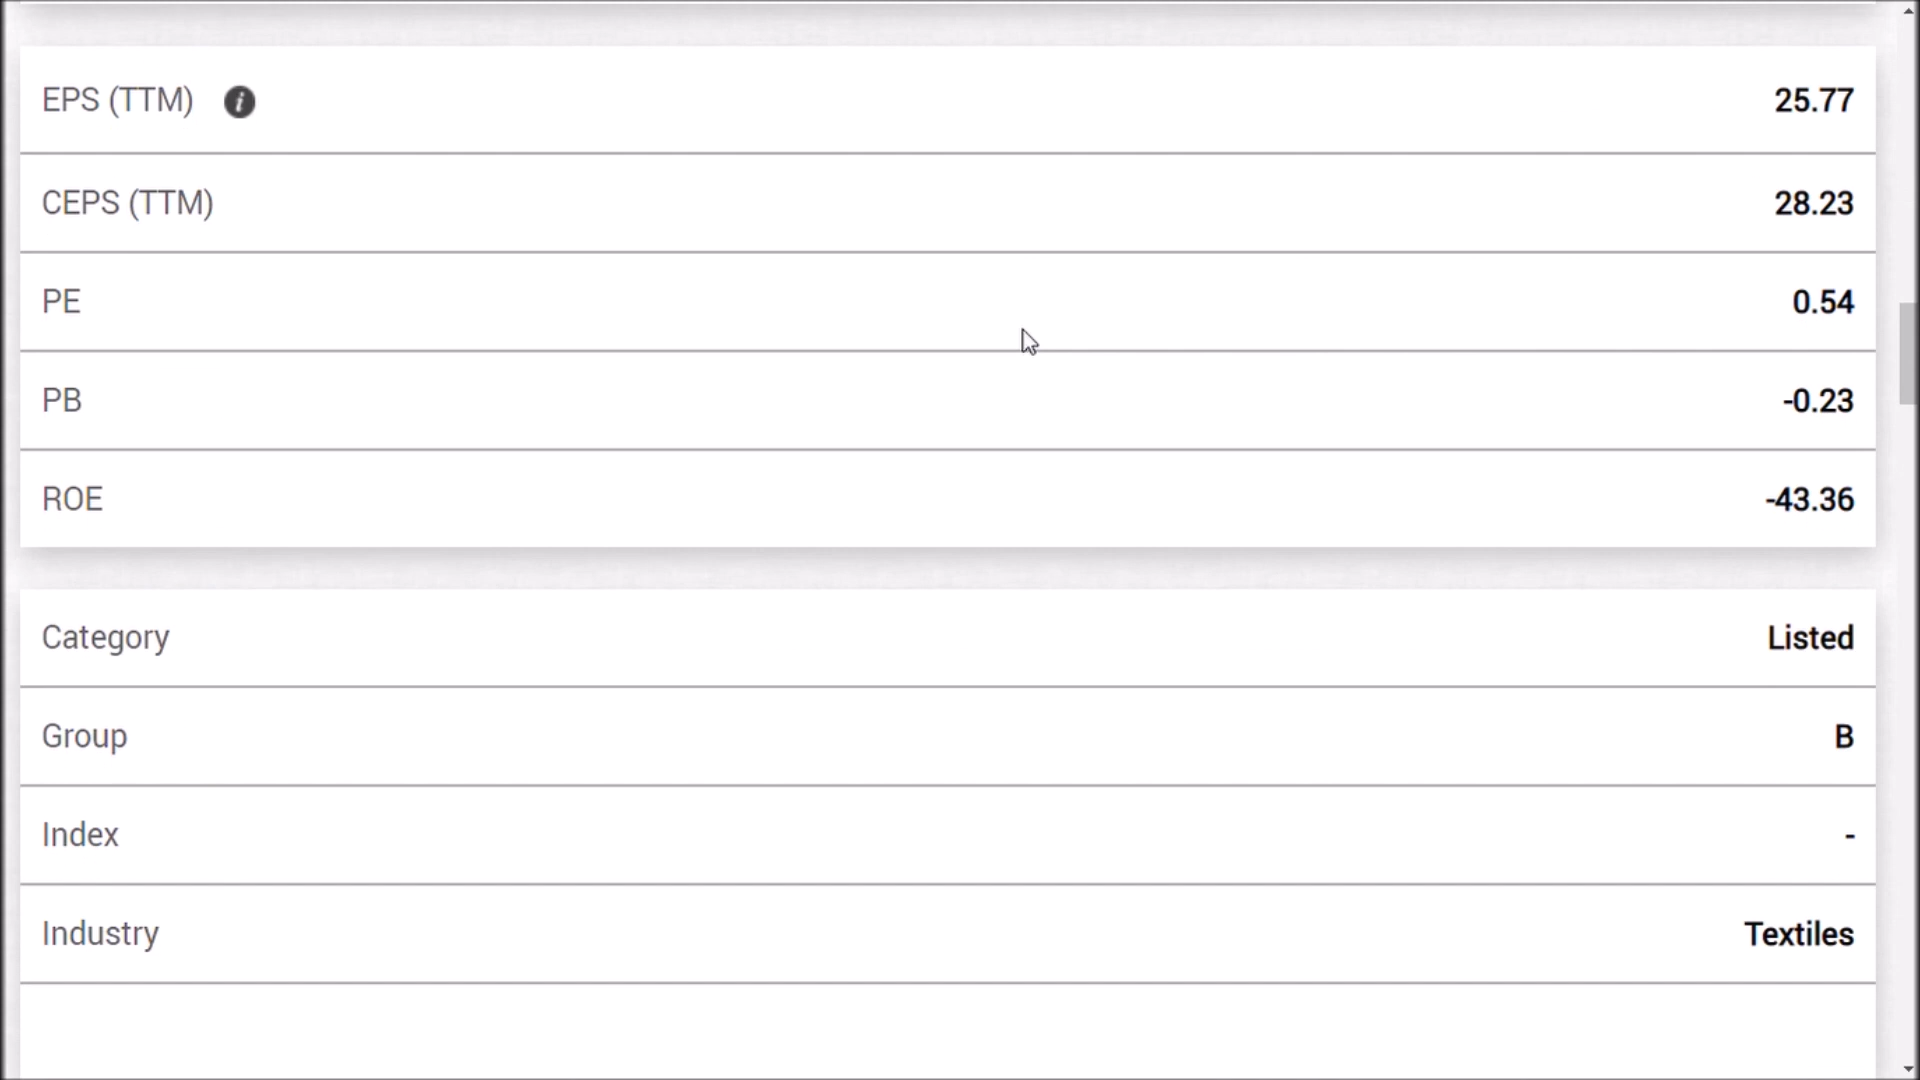 EPS (TTM) i 25.77
CEPS (TTM) 28.23
PE 0.54
PB -0.23
ROE -43.36
Category Listed
Group B
Index -
Industry Textiles